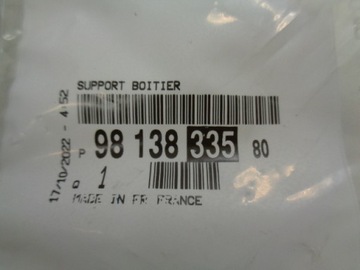 SUPPORT BOITIER
P 98 138 335 80
Q 1
MADE IN FR FRANCE
17/10/2022 - 4:52